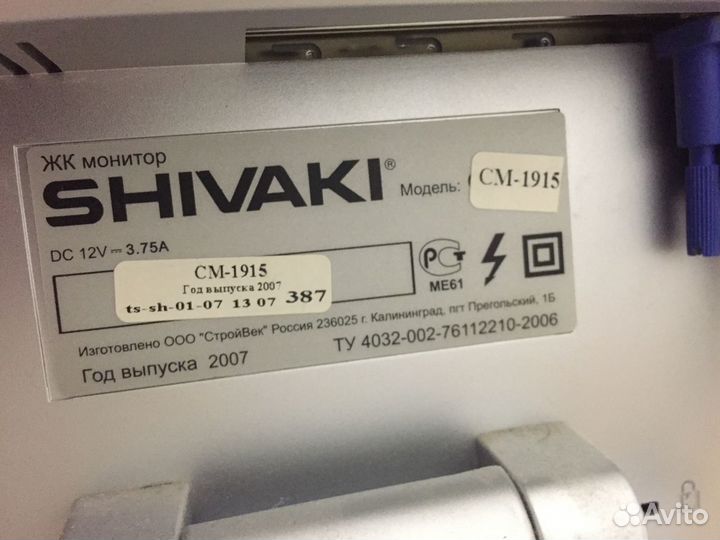 ЖК монитор
SHIVAKI®
Модель: CM-1915
DC 12V ⎓ 3.75A
CM-1915
Год выпуска 2007
ts-sh-01-07 13 07 387
PCT
ME61
Изготовлено ООО "СтройВек" Россия 236025 г. Калининград, пгт Прегольский, 1Б
Год выпуска 2007
ТУ 4032-002-76112210-2006
Avito